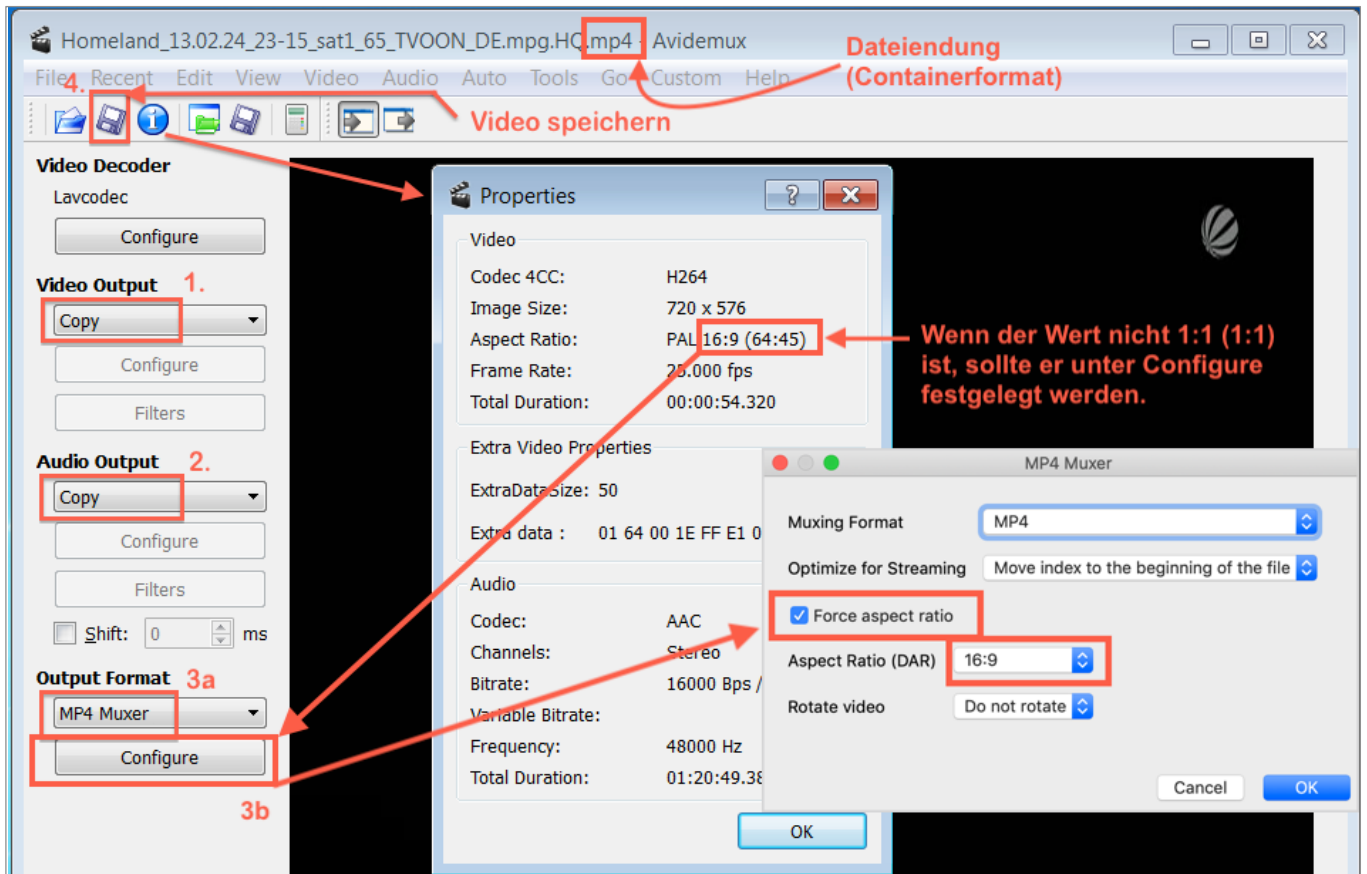 Homeland_13.02.24_23-15_sat1_65_TVOON_DE.mpg.HQ.mp4 - Avidemux
Dateiendung
(Containerformat)
File Recent Edit View Video Audio Auto Tools Go Custom Help
4.
Video speichern
Video Decoder
Lavcodec
Configure
Video Output 1.
Copy
Configure
Filters
Audio Output 2.
Copy
Configure
Filters
Shift: 0 ms
Output Format 3a
MP4 Muxer
Configure
3b
Properties
Video
Codec 4CC: H264
Image Size: 720 x 576
Aspect Ratio: PAL 16:9 (64:45)
Frame Rate: 25.000 fps
Total Duration: 00:00:54.320
Extra Video Properties
ExtraDataSize: 50
Extra data : 01 64 00 1E FF E1 0
Audio
Codec: AAC
Channels: Stereo
Bitrate: 16000 Bps /
Variable Bitrate:
Frequency: 48000 Hz
Total Duration: 01:20:49.38
OK
Wenn der Wert nicht 1:1 (1:1)
ist, sollte er unter Configure
festgelegt werden.
MP4 Muxer
Muxing Format MP4
Optimize for Streaming Move index to the beginning of the file
Force aspect ratio
Aspect Ratio (DAR) 16:9
Rotate video Do not rotate
Cancel OK